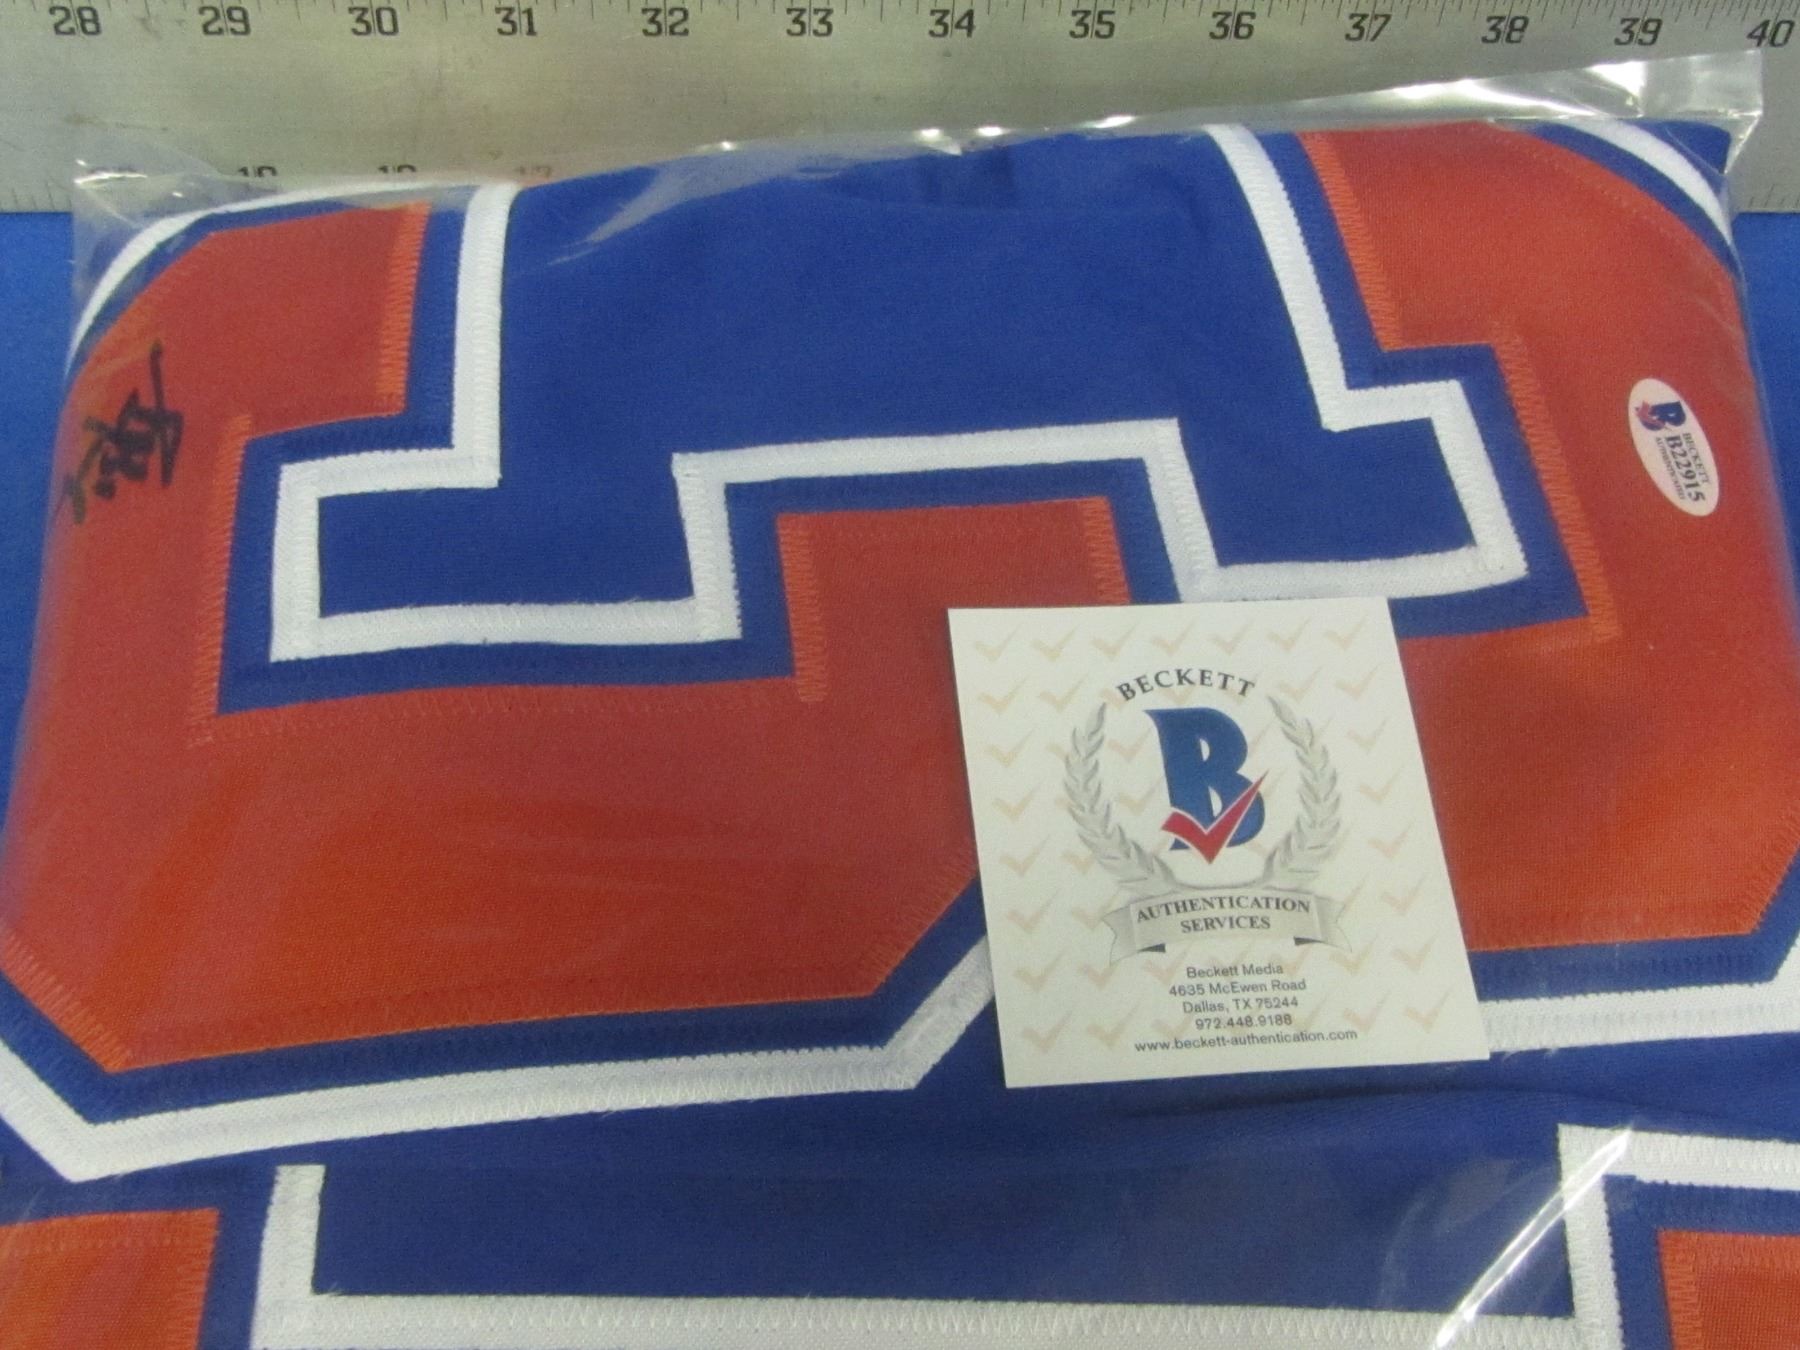 28 29 30 31 32 33 34 35 36 37 38 39 40
BECKETT
B22915
AUTHENTICATED
BECKETT
B
AUTHENTICATION
SERVICES
Beckett Media
4635 McEwen Road
Dallas, TX 75244
972.448.9188
www.beckett-authentication.com